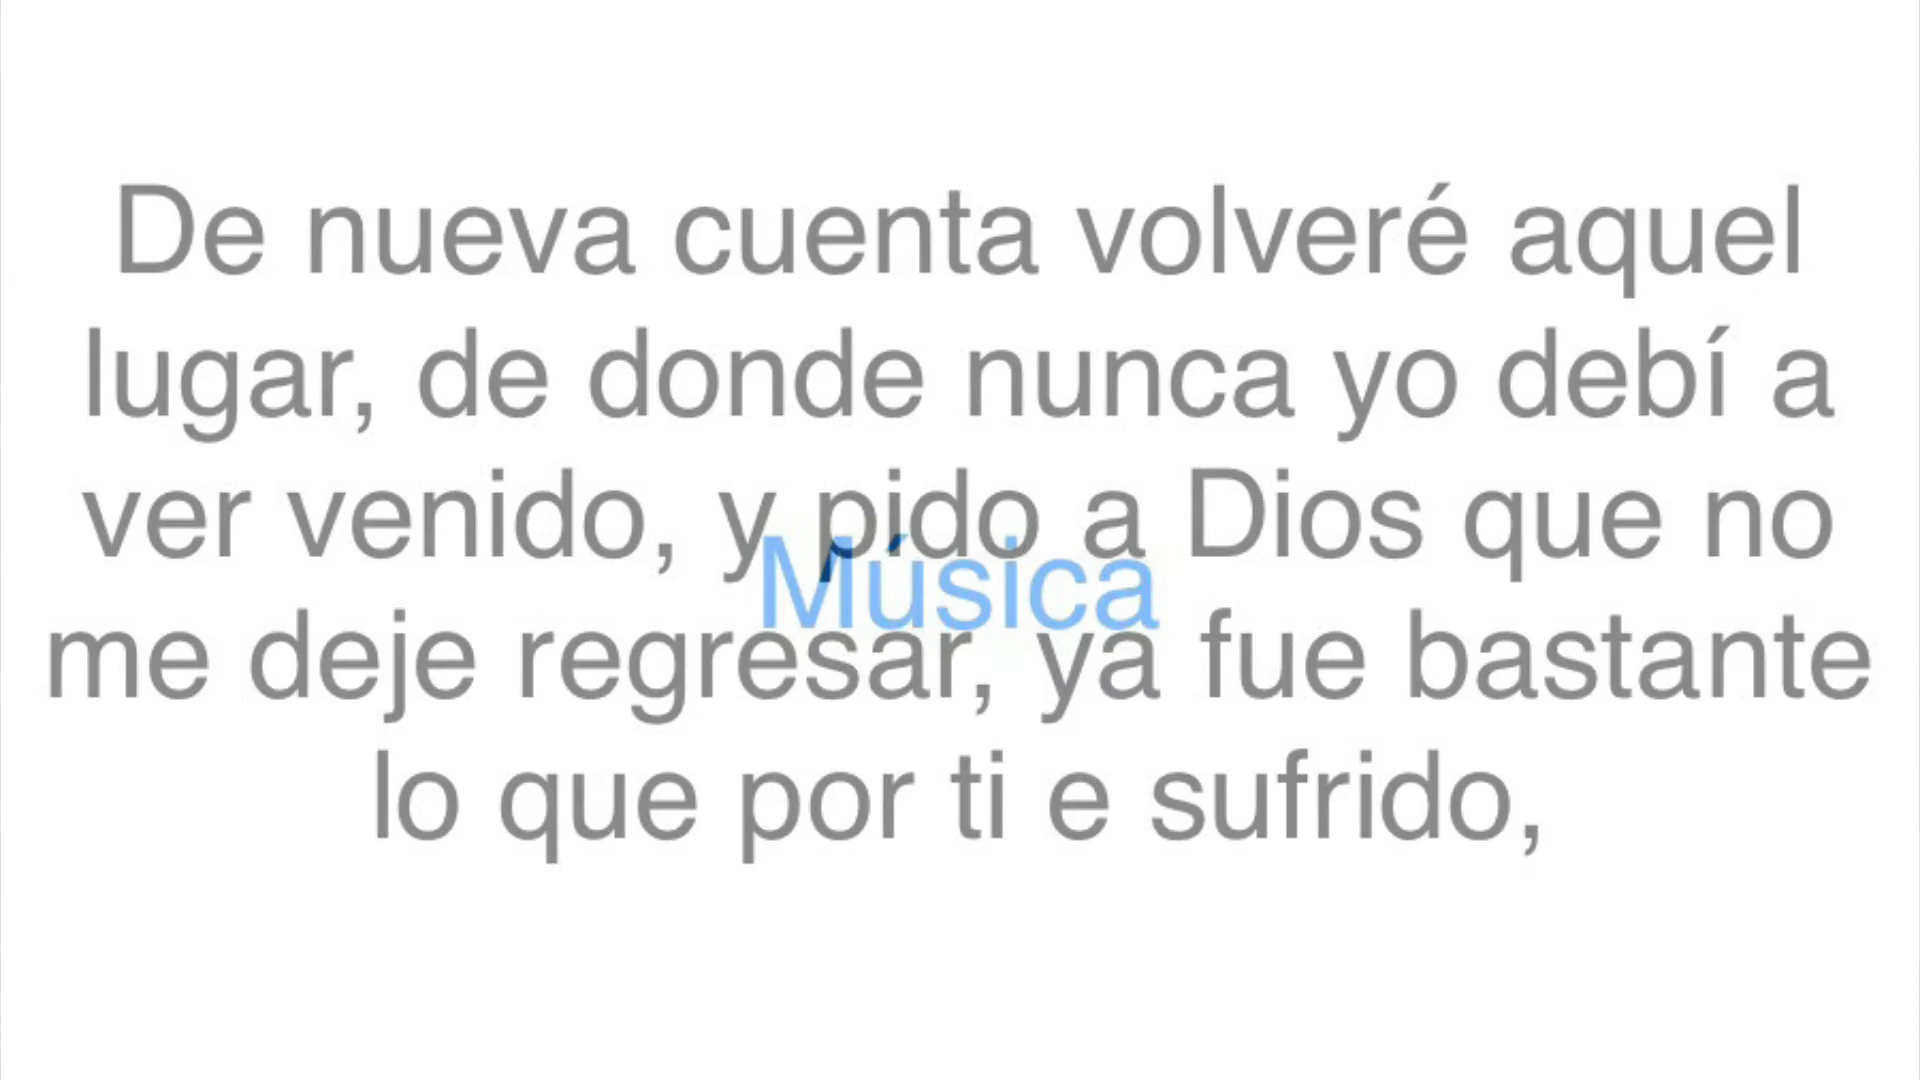 De nueva cuenta volveré aquel
lugar, de donde nunca yo debí a
ver venido, y pido a Dios que no
Música
me deje regresar, ya fue bastante
lo que por ti e sufrido,